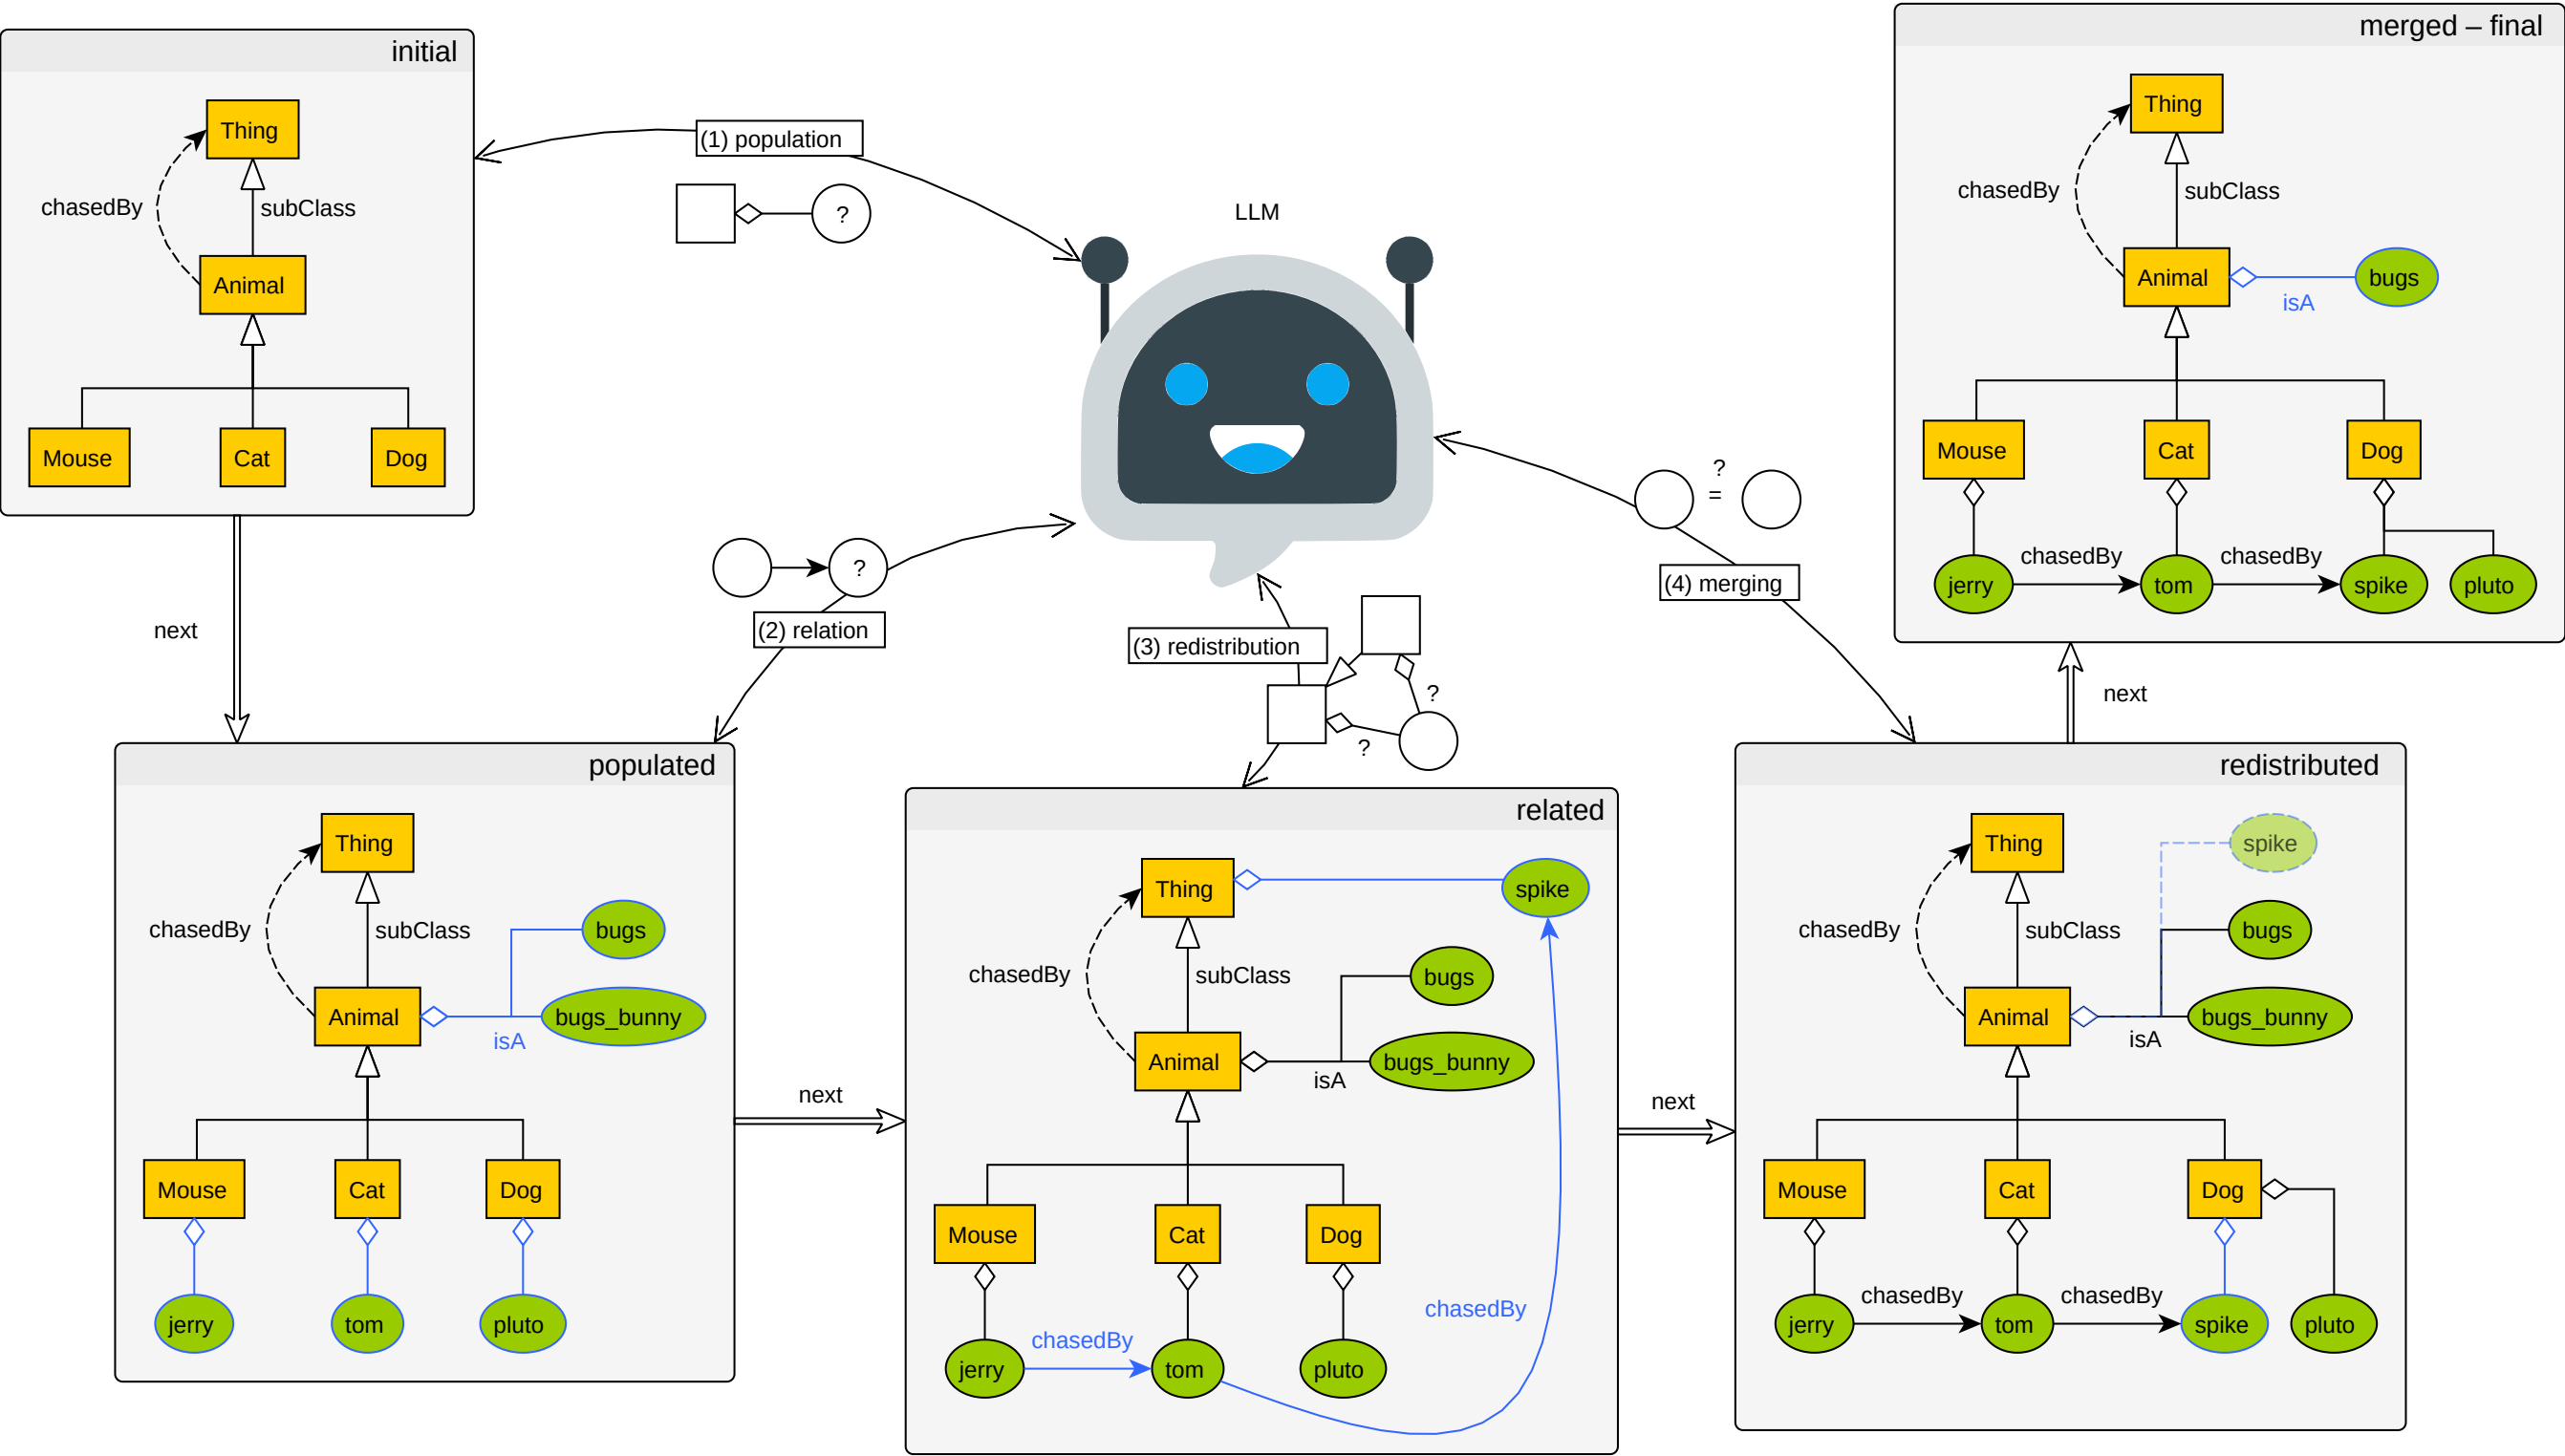 initial
Thing
chasedBy
subClass
Animal
Mouse
Cat
Dog
(1) population
?
LLM
next
?
(2) relation
(3) redistribution
?
?
?
=
(4) merging
populated
Thing
chasedBy
subClass
bugs
Animal
bugs_bunny
isA
Mouse
Cat
Dog
jerry
tom
pluto
next
related
Thing
spike
chasedBy
subClass
bugs
Animal
bugs_bunny
isA
Mouse
Cat
Dog
chasedBy
chasedBy
jerry
tom
pluto
next
redistributed
Thing
spike
chasedBy
subClass
bugs
Animal
bugs_bunny
isA
Mouse
Cat
Dog
chasedBy
chasedBy
jerry
tom
spike
pluto
next
merged – final
Thing
chasedBy
subClass
Animal
bugs
isA
Mouse
Cat
Dog
chasedBy
chasedBy
jerry
tom
spike
pluto